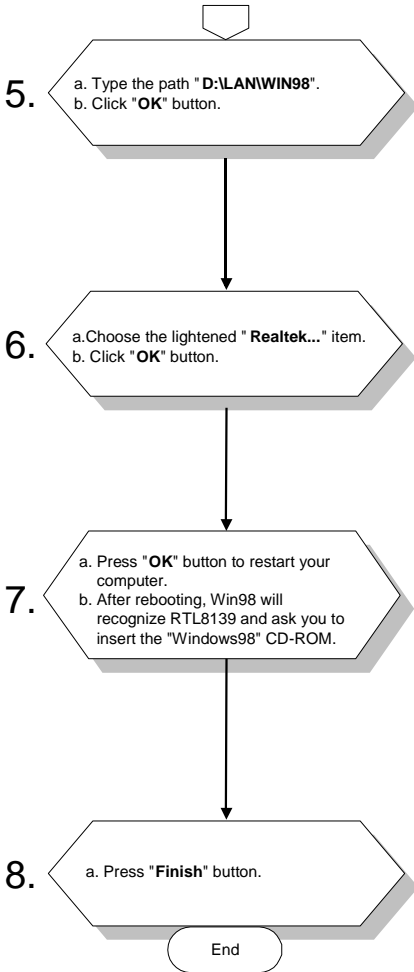 5.
a. Type the path "D:\LAN\WIN98".
b. Click "OK" button.
6.
a.Choose the lightened " Realtek..." item.
b. Click "OK" button.
7.
a. Press "OK" button to restart your
computer.
b. After rebooting, Win98 will
recognize RTL8139 and ask you to
insert the "Windows98" CD-ROM.
8.
a. Press "Finish" button.
End